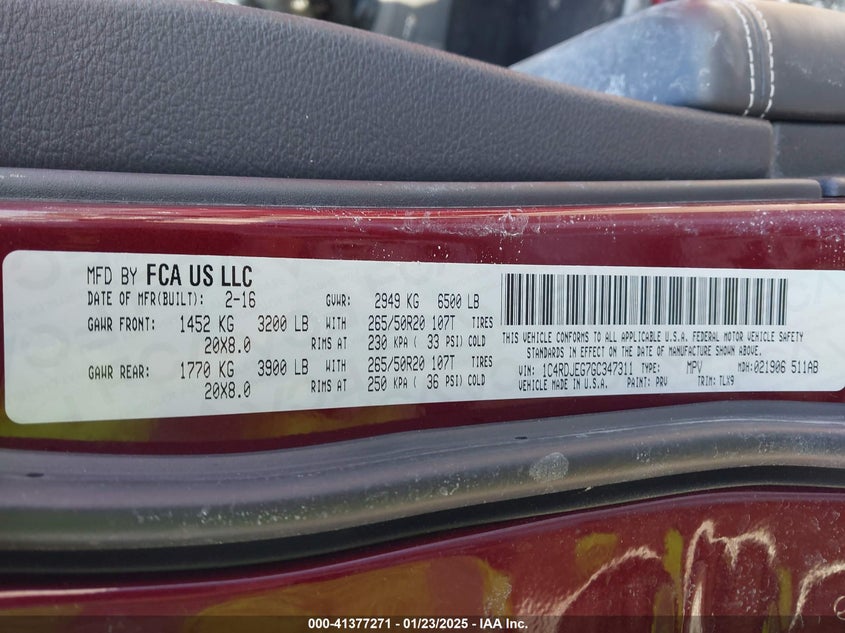 MFD BY FCA US LLC
DATE OF MFR(BUILT): 2-16 GVWR: 2949 KG 6500 LB
GAWR FRONT: 1452 KG 3200 LB WITH 265/50R20 107T TIRES
20X8.0 RIMS AT 230 KPA ( 33 PSI) COLD
GAWR REAR: 1770 KG 3900 LB WITH 265/50R20 107T TIRES
20X8.0 RIMS AT 250 KPA ( 36 PSI) COLD
THIS VEHICLE CONFORMS TO ALL APPLICABLE U.S.A. FEDERAL MOTOR VEHICLE SAFETY
STANDARDS IN EFFECT ON THE DATE OF MANUFACTURE SHOWN ABOVE.
VIN: 1C4RDJEG7GC347311 TYPE: MPV MDH:021906 511AB
VEHICLE MADE IN U.S.A. PAINT: PRV TRIM: TLX9
000-41377271 - 01/23/2025 - IAA Inc.